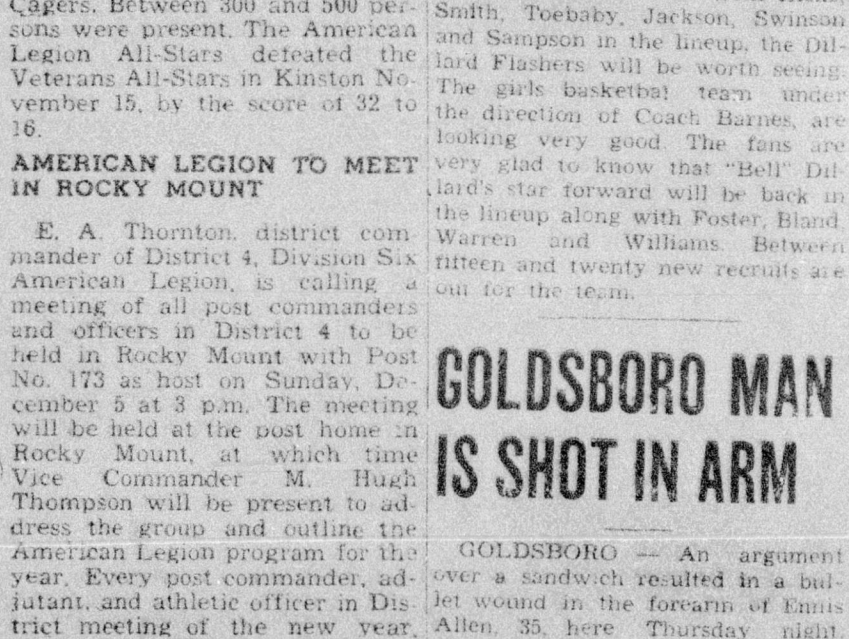 Cagers. Between 300 and 500 per-
sons were present. The American
Legion All-Stars defeated the
Veterans All-Stars in Kinston No-
vember 15, by the score of 32 to
16.
AMERICAN LEGION TO MEET
IN ROCKY MOUNT
E. A. Thornton, district com-
mander of District 4, Division Six
American Legion, is calling a
meeting of all post commanders
and officers in District 4 to be
held in Rocky Mount with Post
No. 173 as host on Sunday, De-
cember 5 at 3 p.m. The meeting
will be held at the post home in
Rocky Mount, at which time
Vice Commander M. Hugh
Thompson will be present to ad-
dress the group and outline the
American Legion program for the
year. Every post commander, ad-
jutant, and athletic officer in Dis-
trict meeting of the new year,
Smith, Toebaby, Jackson, Swinson
and Sampson in the lineup, the Dil-
lard Flashers will be worth seeing.
The girls basketbal team under
the direction of Coach Barnes, are
looking very good. The fans are
very glad to know that "Bell" Dil-
lard's star forward will be back in
the lineup along with Foster, Bland
Warren and Williams. Between
fifteen and twenty new recruits are
out for the team.
GOLDSBORO MAN
IS SHOT IN ARM
GOLDSBORO — An argument
over a sandwich resulted in a bul-
let wound in the forearm of Ennis
Allen, 35, here Thursday night